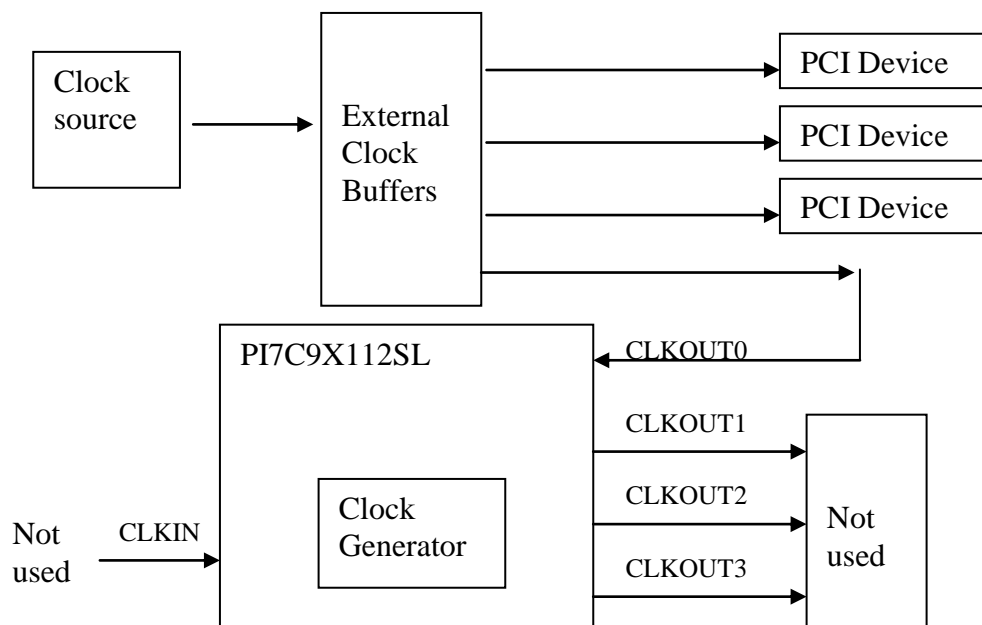 Clock
source
External
Clock
Buffers
PCI Device
PCI Device
PCI Device
PI7C9X112SL
CLKOUT0
CLKOUT1
CLKOUT2
CLKOUT3
Clock
Generator
Not
used
CLKIN
Not
used